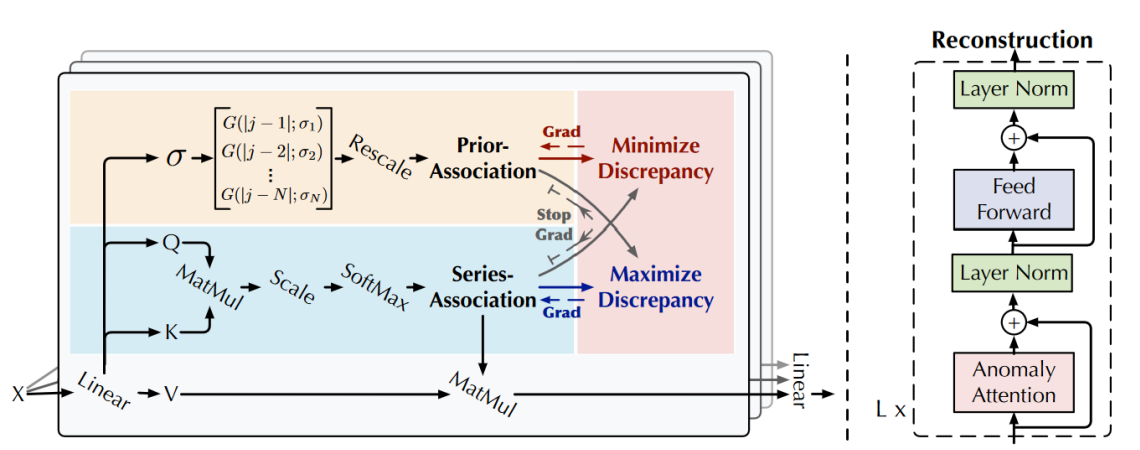 X
Linear
σ
G(|j − 1|; σ₁)
G(|j − 2|; σ₂)
⋮
G(|j − N|; σ_N)
Rescale
Prior-
Association
Grad
Minimize
Discrepancy
Stop
Grad
Q
MatMul
K
Scale
SoftMax
Series-
Association
Grad
Maximize
Discrepancy
V
MatMul
Linear
Reconstruction
Layer Norm
+
Feed
Forward
Layer Norm
+
Anomaly
Attention
L x